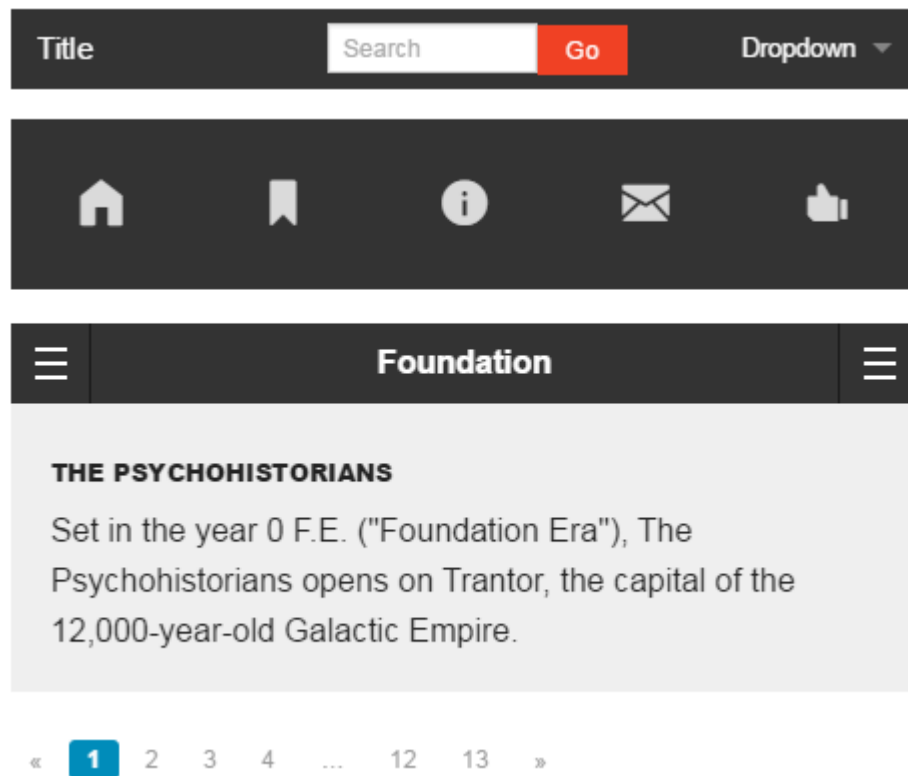 Title Search Go Dropdown
Foundation
THE PSYCHOHISTORIANS
Set in the year 0 F.E. ("Foundation Era"), The
Psychohistorians opens on Trantor, the capital of the
12,000-year-old Galactic Empire.
« 1 2 3 4 ... 12 13 »